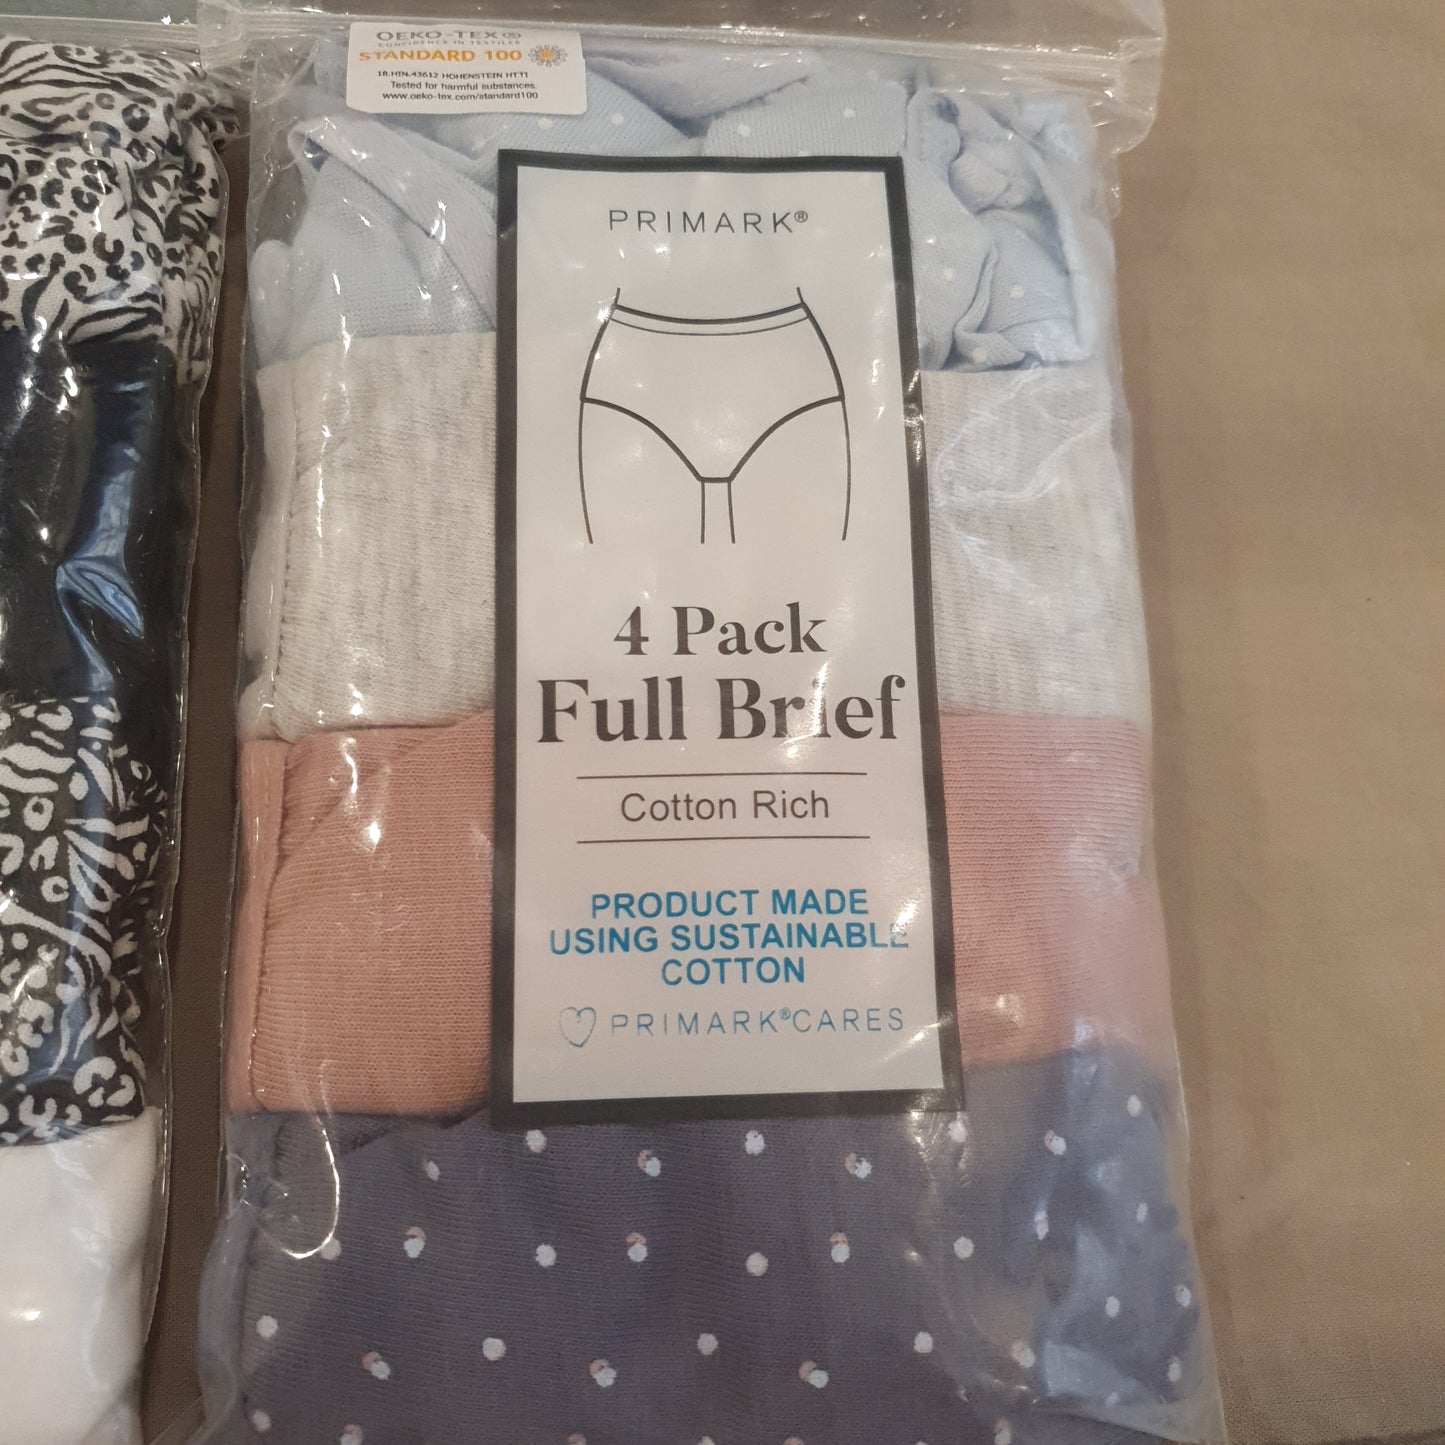 OEKO-TEX®
CONFIDENCE IN TEXTILES
STANDARD 100
18.HIN.43612 HOHENSTEIN HTTI
Tested for harmful substances.
www.oeko-tex.com/standard100
PRIMARK®
4 Pack
Full Brief
Cotton Rich
PRODUCT MADE
USING SUSTAINABLE
COTTON
PRIMARK®CARES